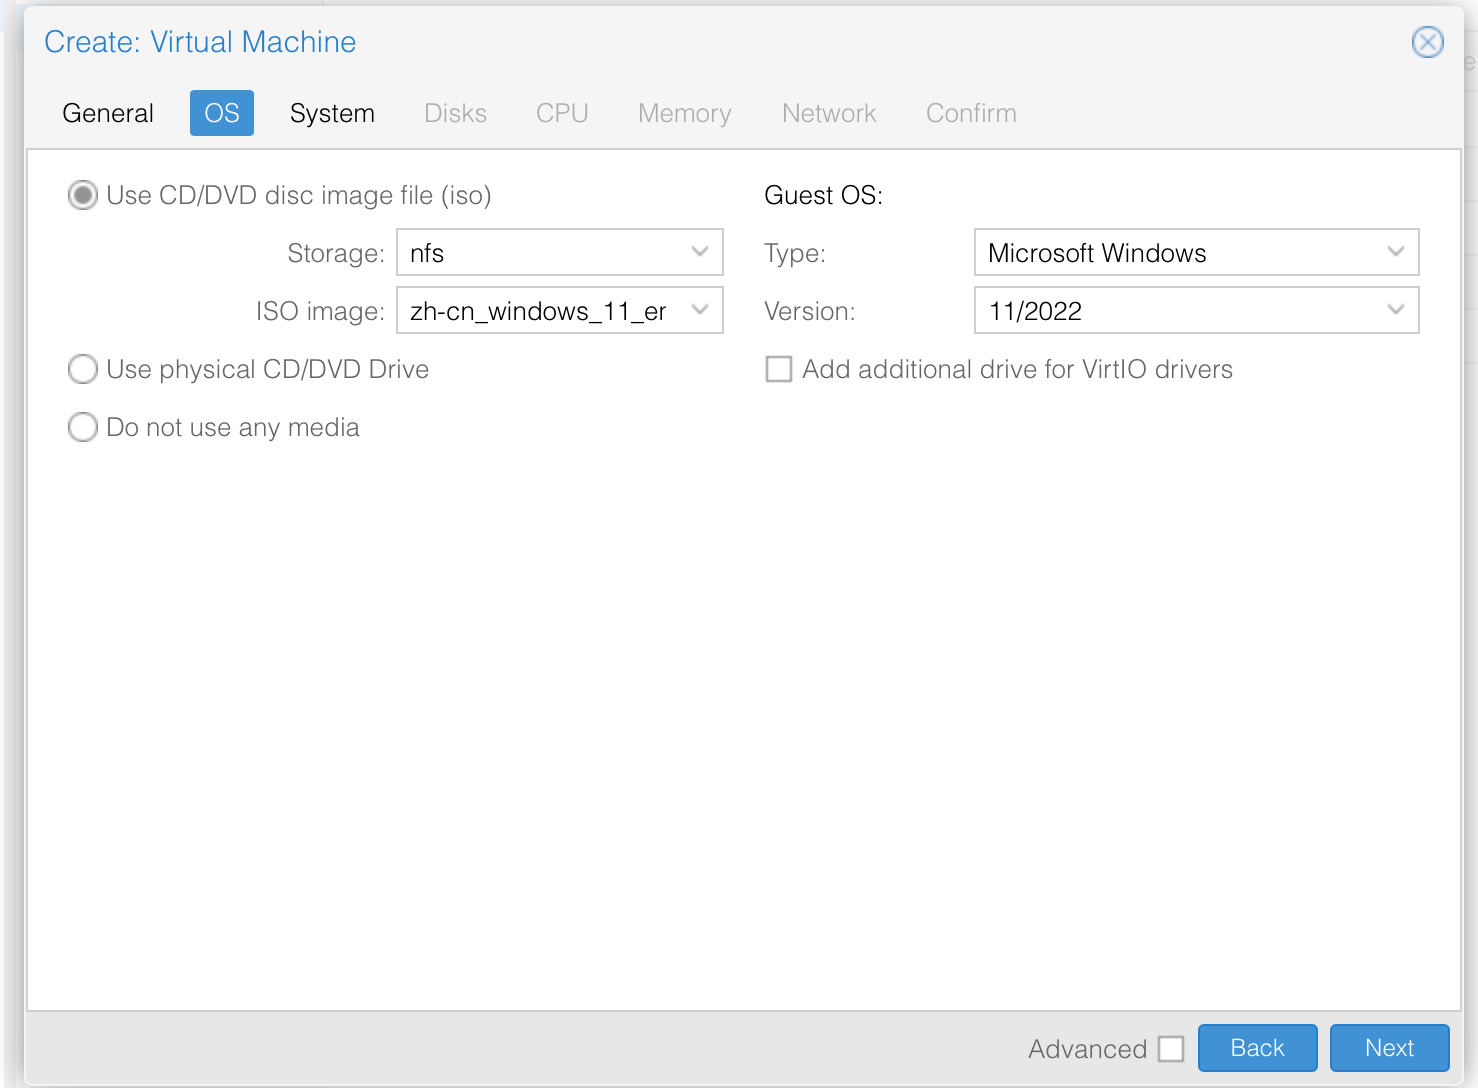 Create: Virtual Machine
General OS System Disks CPU Memory Network Confirm
Use CD/DVD disc image file (iso)
Storage: nfs
ISO image: zh-cn_windows_11_er
Use physical CD/DVD Drive
Do not use any media
Guest OS:
Type: Microsoft Windows
Version: 11/2022
Add additional drive for VirtIO drivers
Advanced Back Next